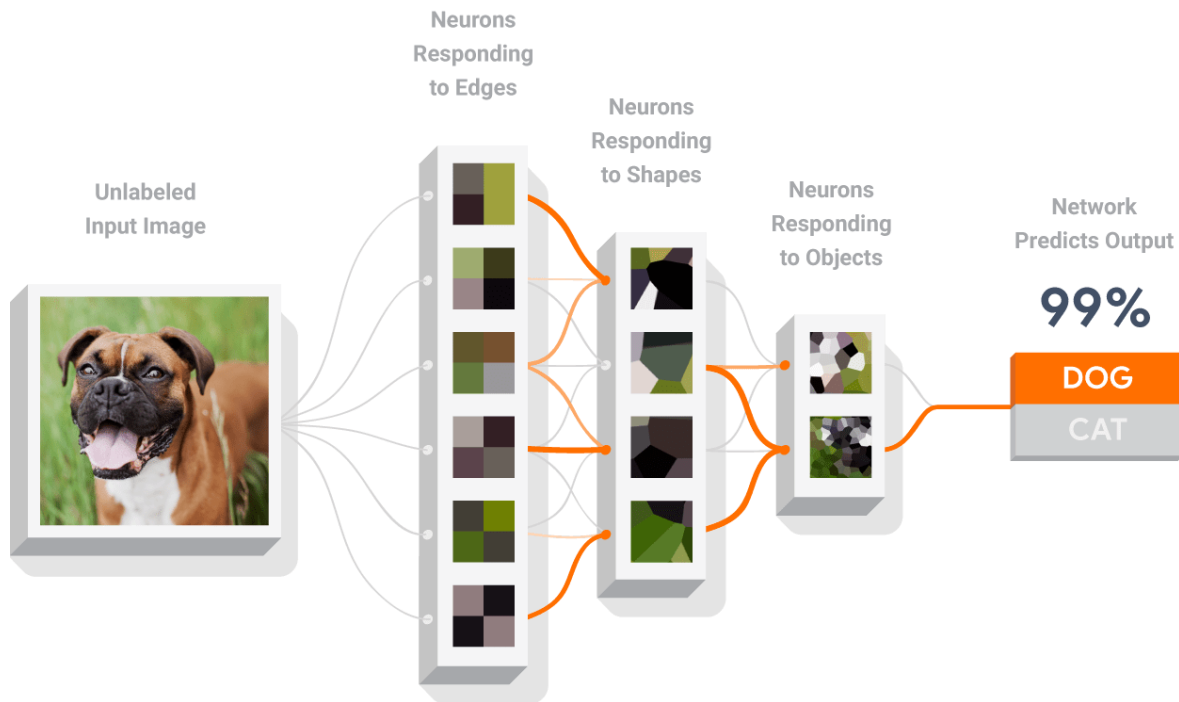 Unlabeled
Input Image
Neurons
Responding
to Edges
Neurons
Responding
to Shapes
Neurons
Responding
to Objects
Network
Predicts Output
99%
DOG
CAT